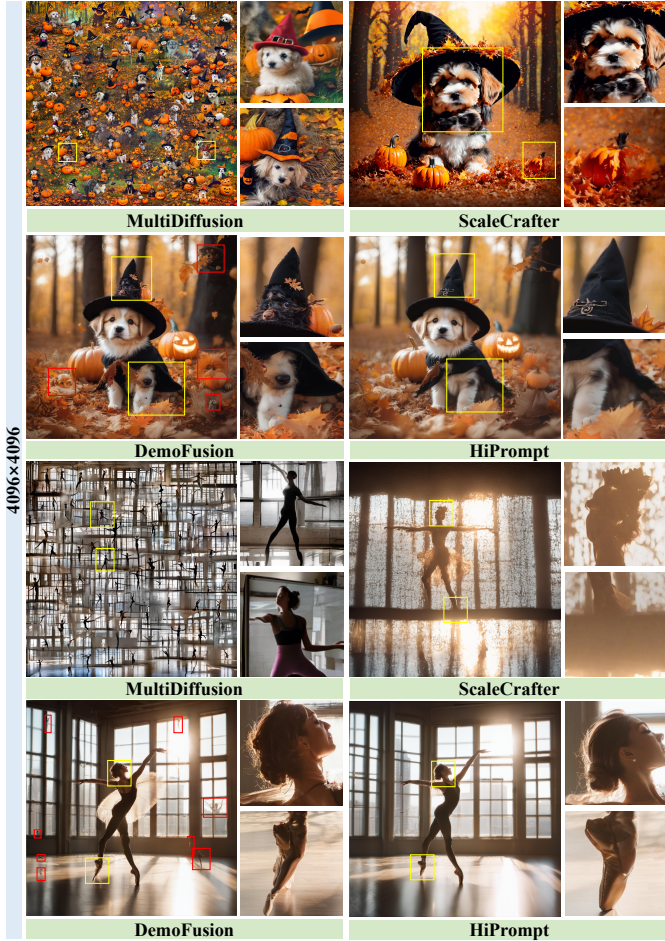 MultiDiffusion
ScaleCrafter
DemoFusion
HiPrompt
4096×4096
MultiDiffusion
ScaleCrafter
DemoFusion
HiPrompt